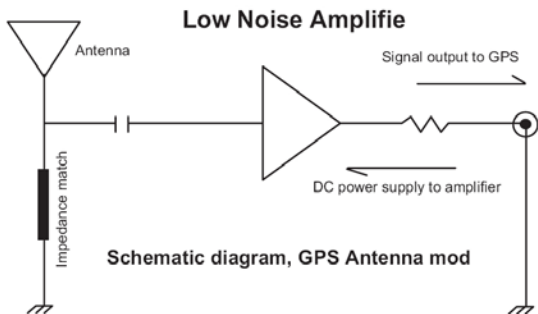 Low Noise Amplifie
Antenna
Signal output to GPS
Impedance match
DC power supply to amplifier
Schematic diagram, GPS Antenna mod